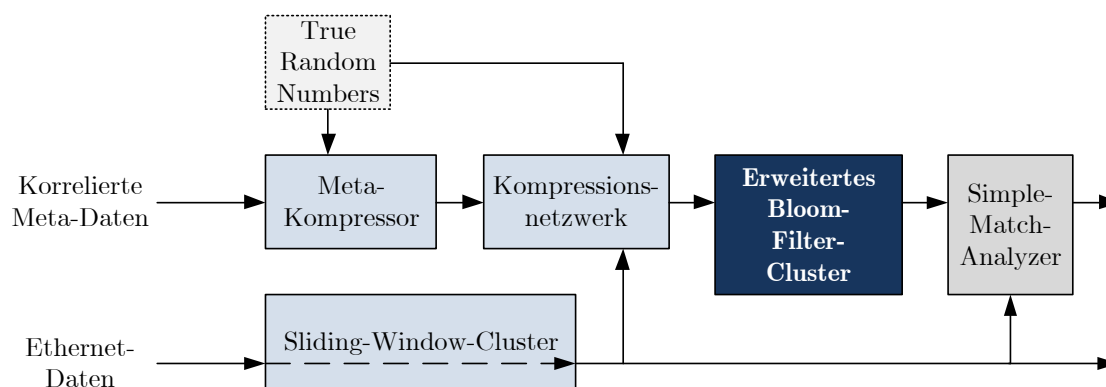 True
Random
Numbers
Korrelierte
Meta-Daten
Meta-
Kompressor
Kompressions-
netzwerk
Erweitertes
Bloom-
Filter-
Cluster
Simple-
Match-
Analyzer
Ethernet-
Daten
Sliding-Window-Cluster